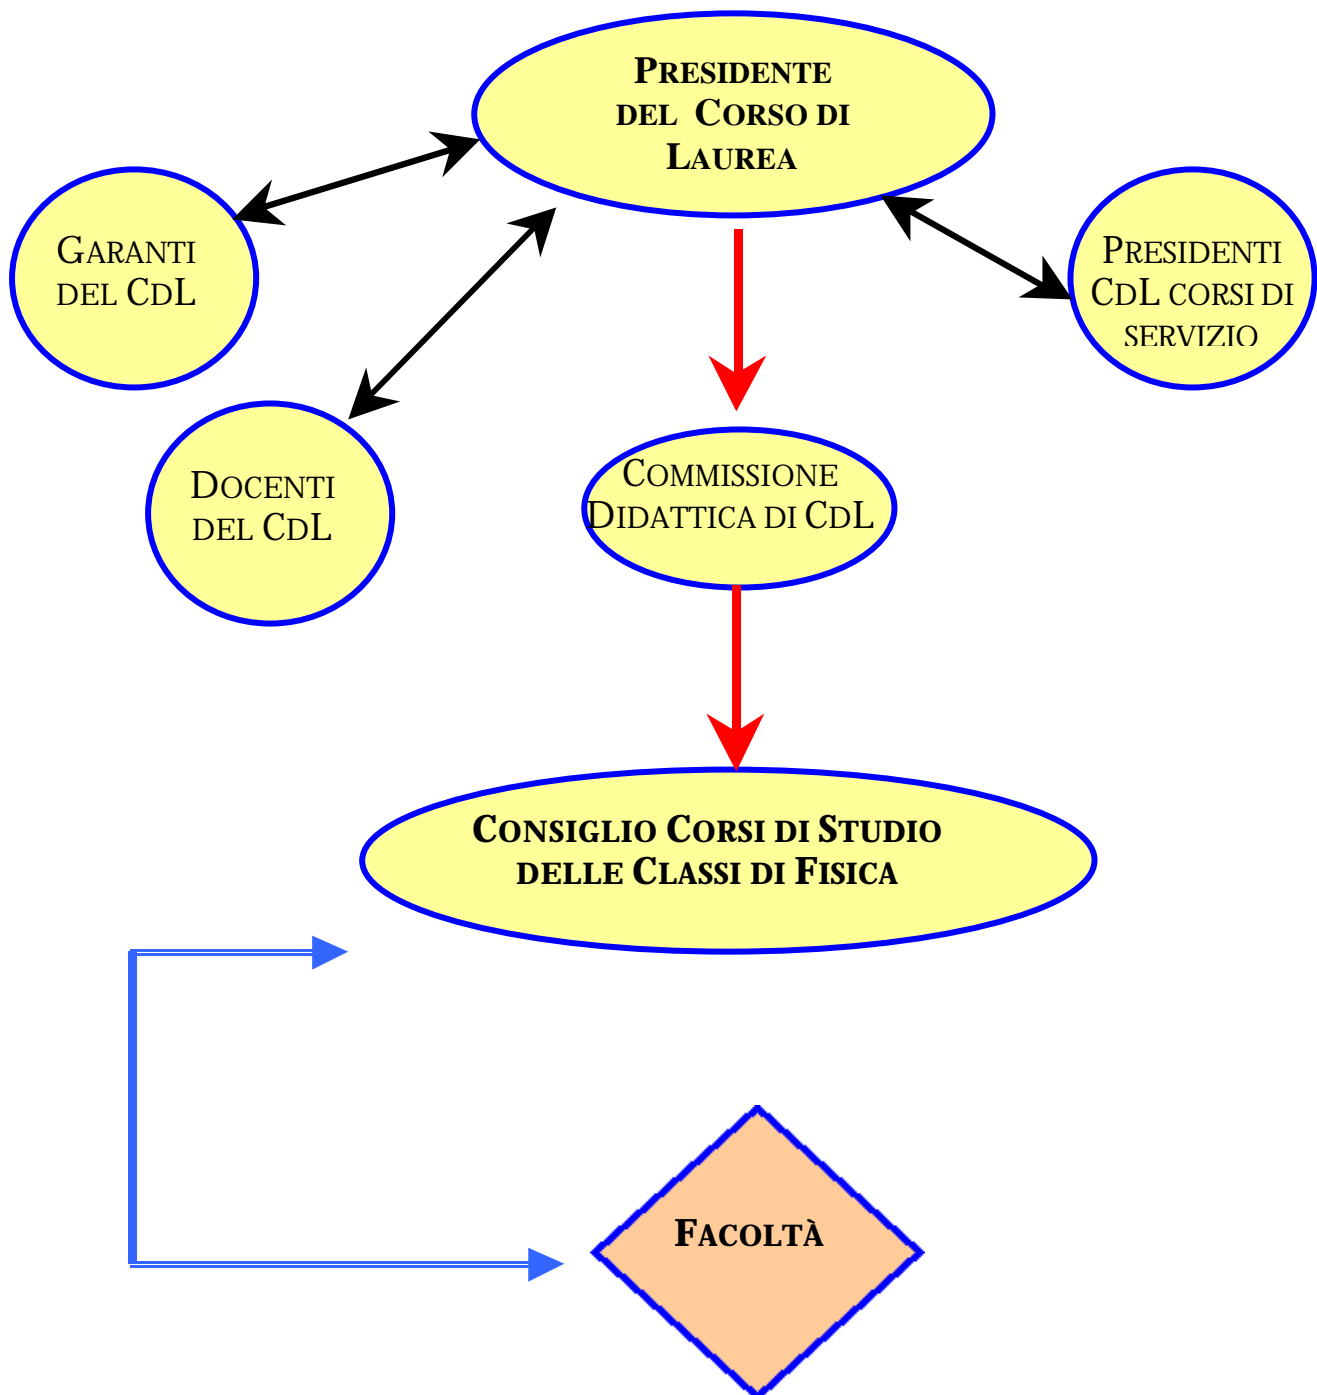 PRESIDENTE
DEL CORSO DI
LAUREA
GARANTI
DEL CDL
PRESIDENTI
CDL CORSI DI
SERVIZIO
DOCENTI
DEL CDL
COMMISSIONE
DIDATTICA DI CDL
CONSIGLIO CORSI DI STUDIO
DELLE CLASSI DI FISICA
FACOLTÀ